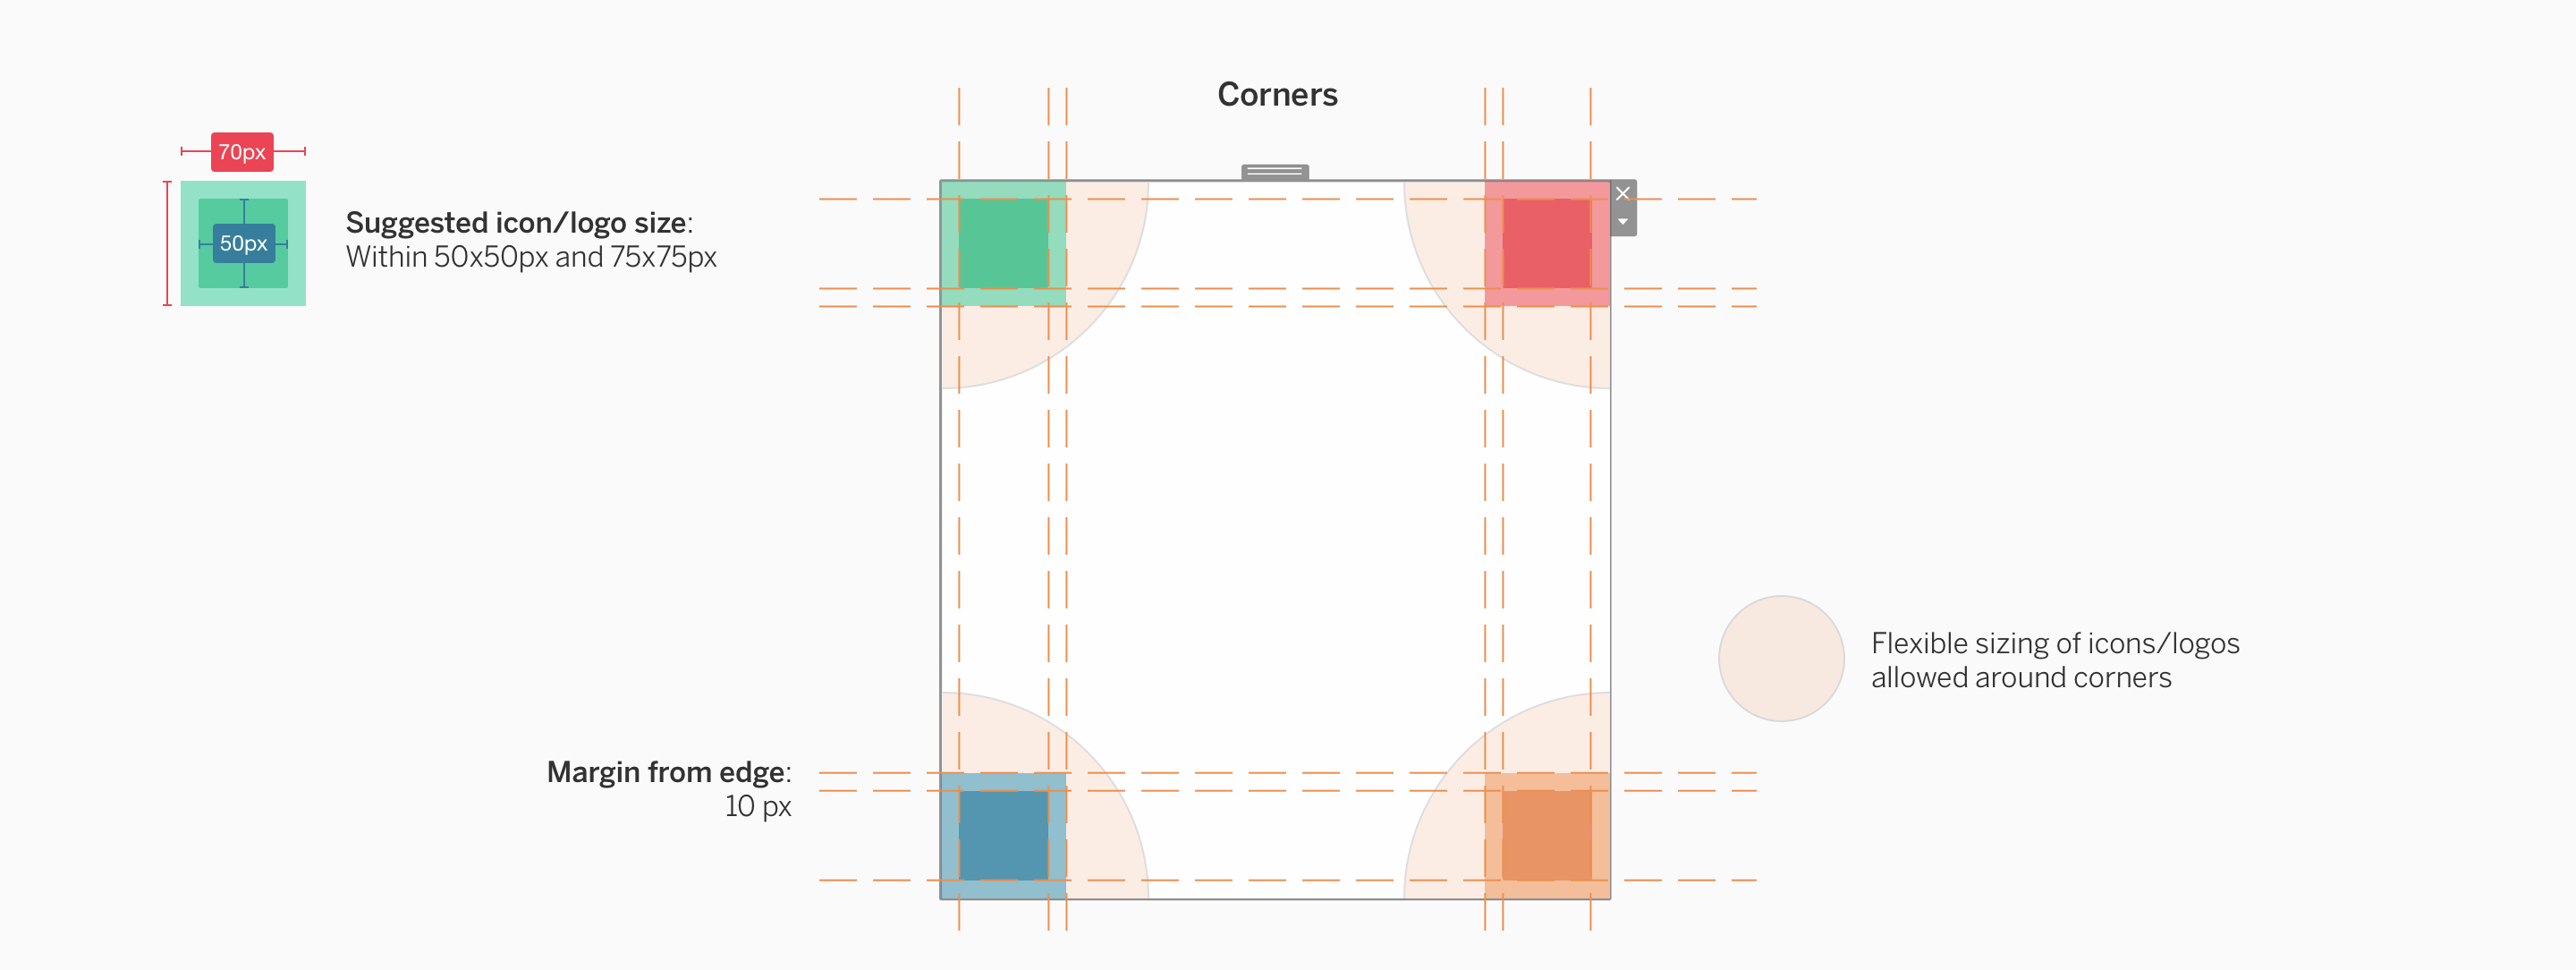 Corners
70px
50px
Suggested icon/logo size:
Within 50x50px and 75x75px
Flexible sizing of icons/logos
allowed around corners
Margin from edge:
10 px